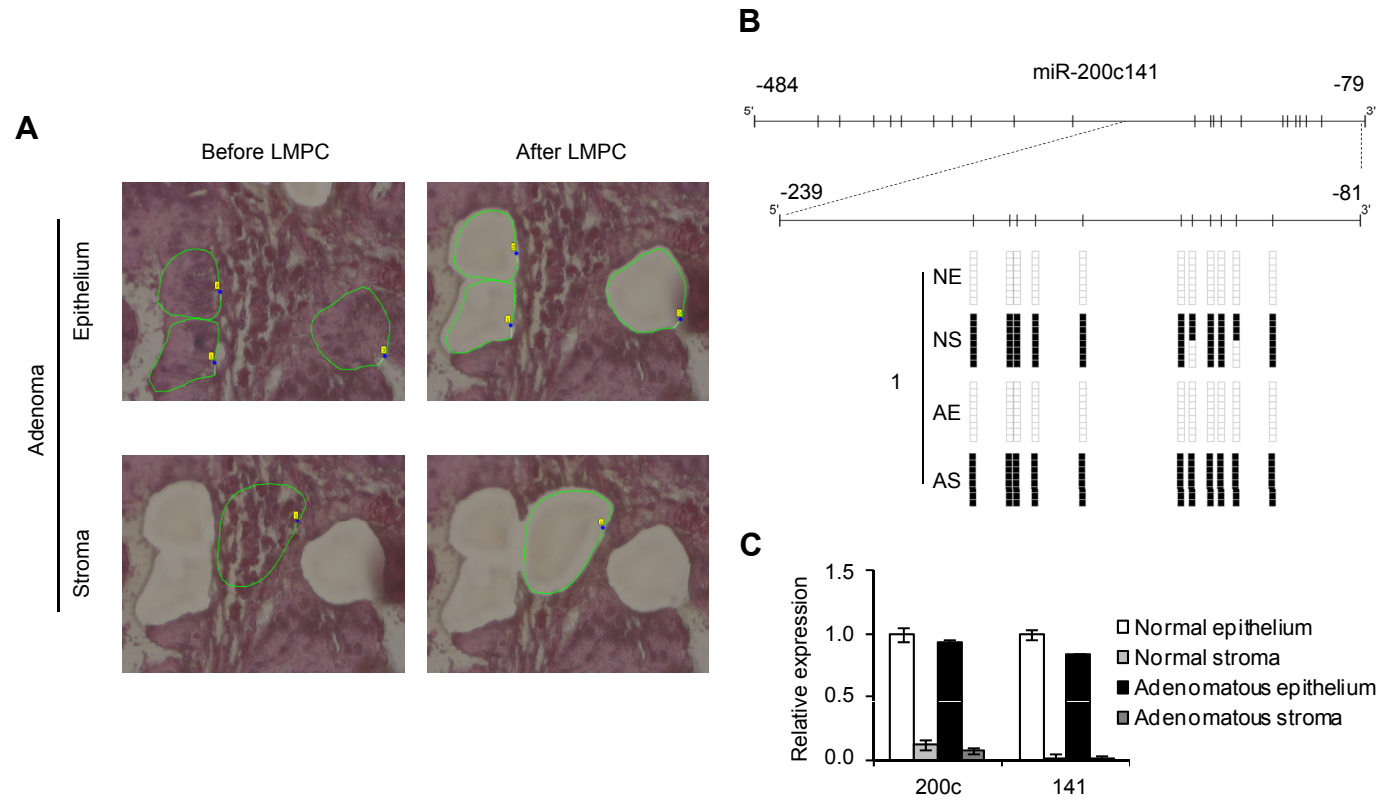 A
Before LMPC
After LMPC
Adenoma
Epithelium
Stroma
B
miR-200c141
-484
-79
5'
3'
-239
-81
5'
3'
1
NE
NS
AE
AS
C
Relative expression
1.5
1.0
0.5
0.0
200c
141
Normal epithelium
Normal stroma
Adenomatous epithelium
Adenomatous stroma